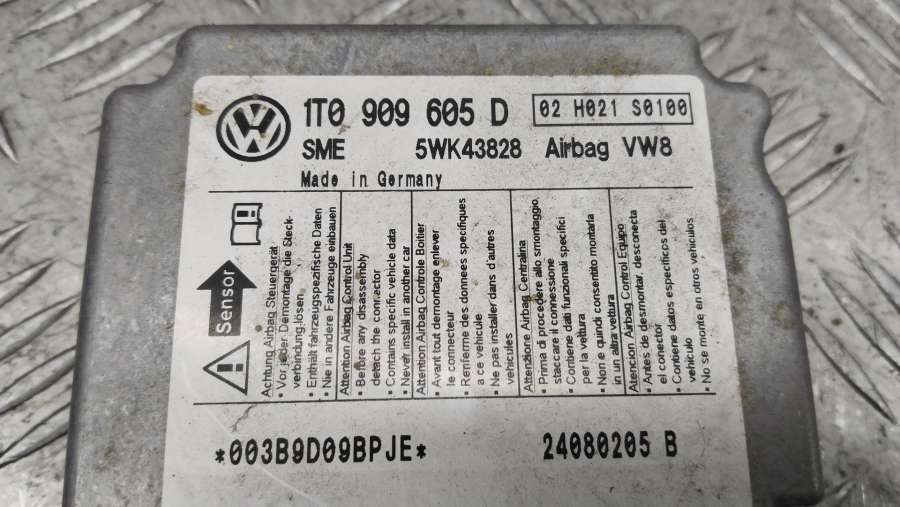 1T0 909 605 D
02 H021 S0100
SME 5WK43828 Airbag VW8
Made in Germany
Sensor
Achtung Airbag Steuergerät
• Vor jeder Demontage die Steck-
verbindung lösen
• Enthält fahrzeugspezifische Daten
• Nie in andere Fahrzeuge einbauen
Attention Airbag Control Unit
• Before any disassembly
detach the connactor
• Contains specific vehicle data
• Never install in another car
Attention Airbag Controle Boitier
• Avant tout demontage enlever
le connecteur
• Renferme des donnees specifiques
a ce vehicule
• Ne pas installer dans d'autres
vehicules
Attenzione Airbag Centralina
• Prima di procedere allo smontaggio,
staccare il connessione
• Contiene dati funzionali specifici
per la vettura
• Non e quindi consentito montarla
in un altra vettura
Atencion Airbag Control Equipo
• Antes de desmontar, desconecta
el conector
• Contiene datos especificos del
vehiculo
• No se monte en otros vehiculos
*003B9D09BPJE*
24080205 B